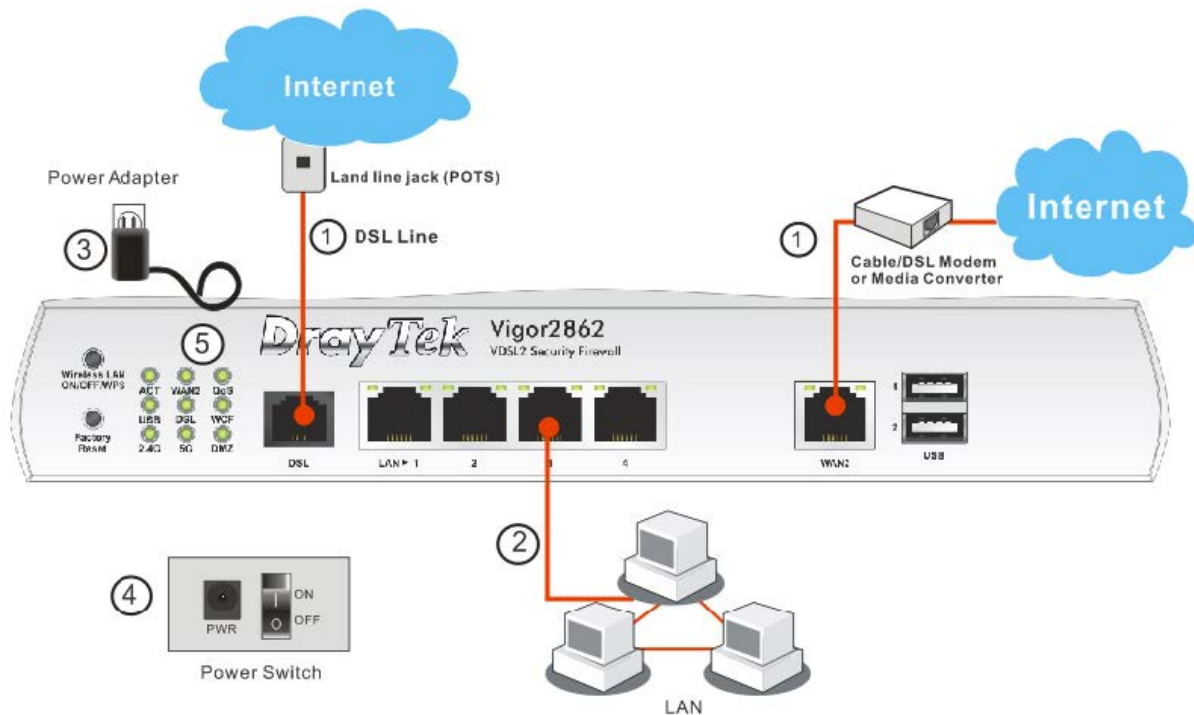 Internet
Land line jack (POTS)
Power Adapter
3
1 DSL Line
1
Internet
Cable/DSL Modem
or Media Converter
5
DrayTek
Vigor2862
VDSL2 Security Firewall
Wireless LAN
ON/OFF/WPS
Factory
Reset
ACT WAN2 QoS
USB DSL WCF
2.4G 5G DMZ
DSL
LAN ▶ 1 2 3 4
WAN2
1
2
USB
2
4
PWR
ON
OFF
Power Switch
LAN